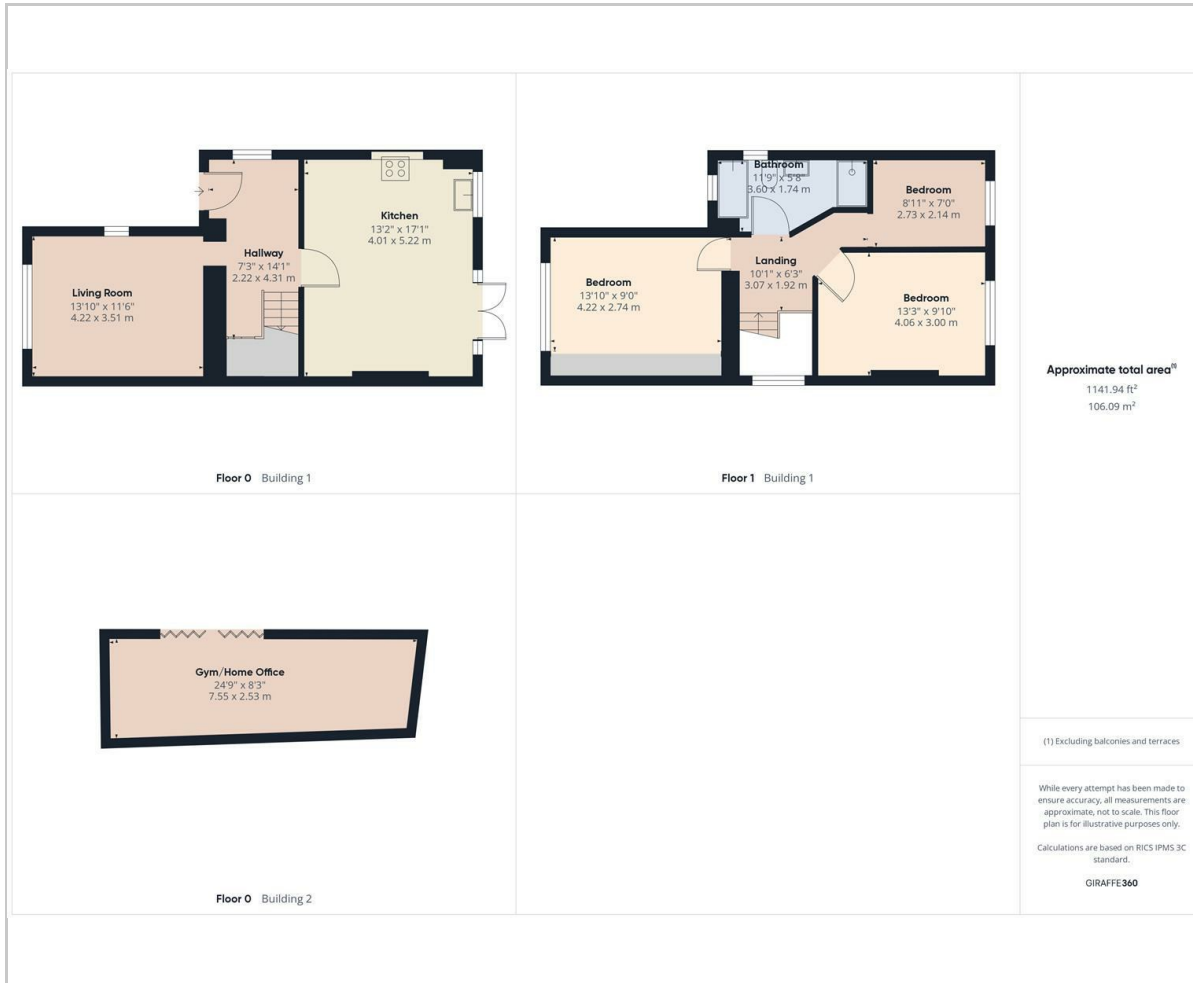 Living Room
13'10" x 11'6"
4.22 x 3.51 m
Hallway
7'3" x 14'1"
2.22 x 4.31 m
Kitchen
13'2" x 17'1"
4.01 x 5.22 m
Floor 0 Building 1
Bathroom
11'9" x 5'8"
3.60 x 1.74 m
Bedroom
8'11" x 7'0"
2.73 x 2.14 m
Landing
10'1" x 6'3"
3.07 x 1.92 m
Bedroom
13'10" x 9'0"
4.22 x 2.74 m
Bedroom
13'3" x 9'10"
4.06 x 3.00 m
Floor 1 Building 1
Gym/Home Office
24'9" x 8'3"
7.55 x 2.53 m
Floor 0 Building 2
Approximate total area(1)
1141.94 ft²
106.09 m²
(1) Excluding balconies and terraces
While every attempt has been made to
ensure accuracy, all measurements are
approximate, not to scale. This floor
plan is for illustrative purposes only.
Calculations are based on RICS IPMS 3C
standard.
GIRAFFE360